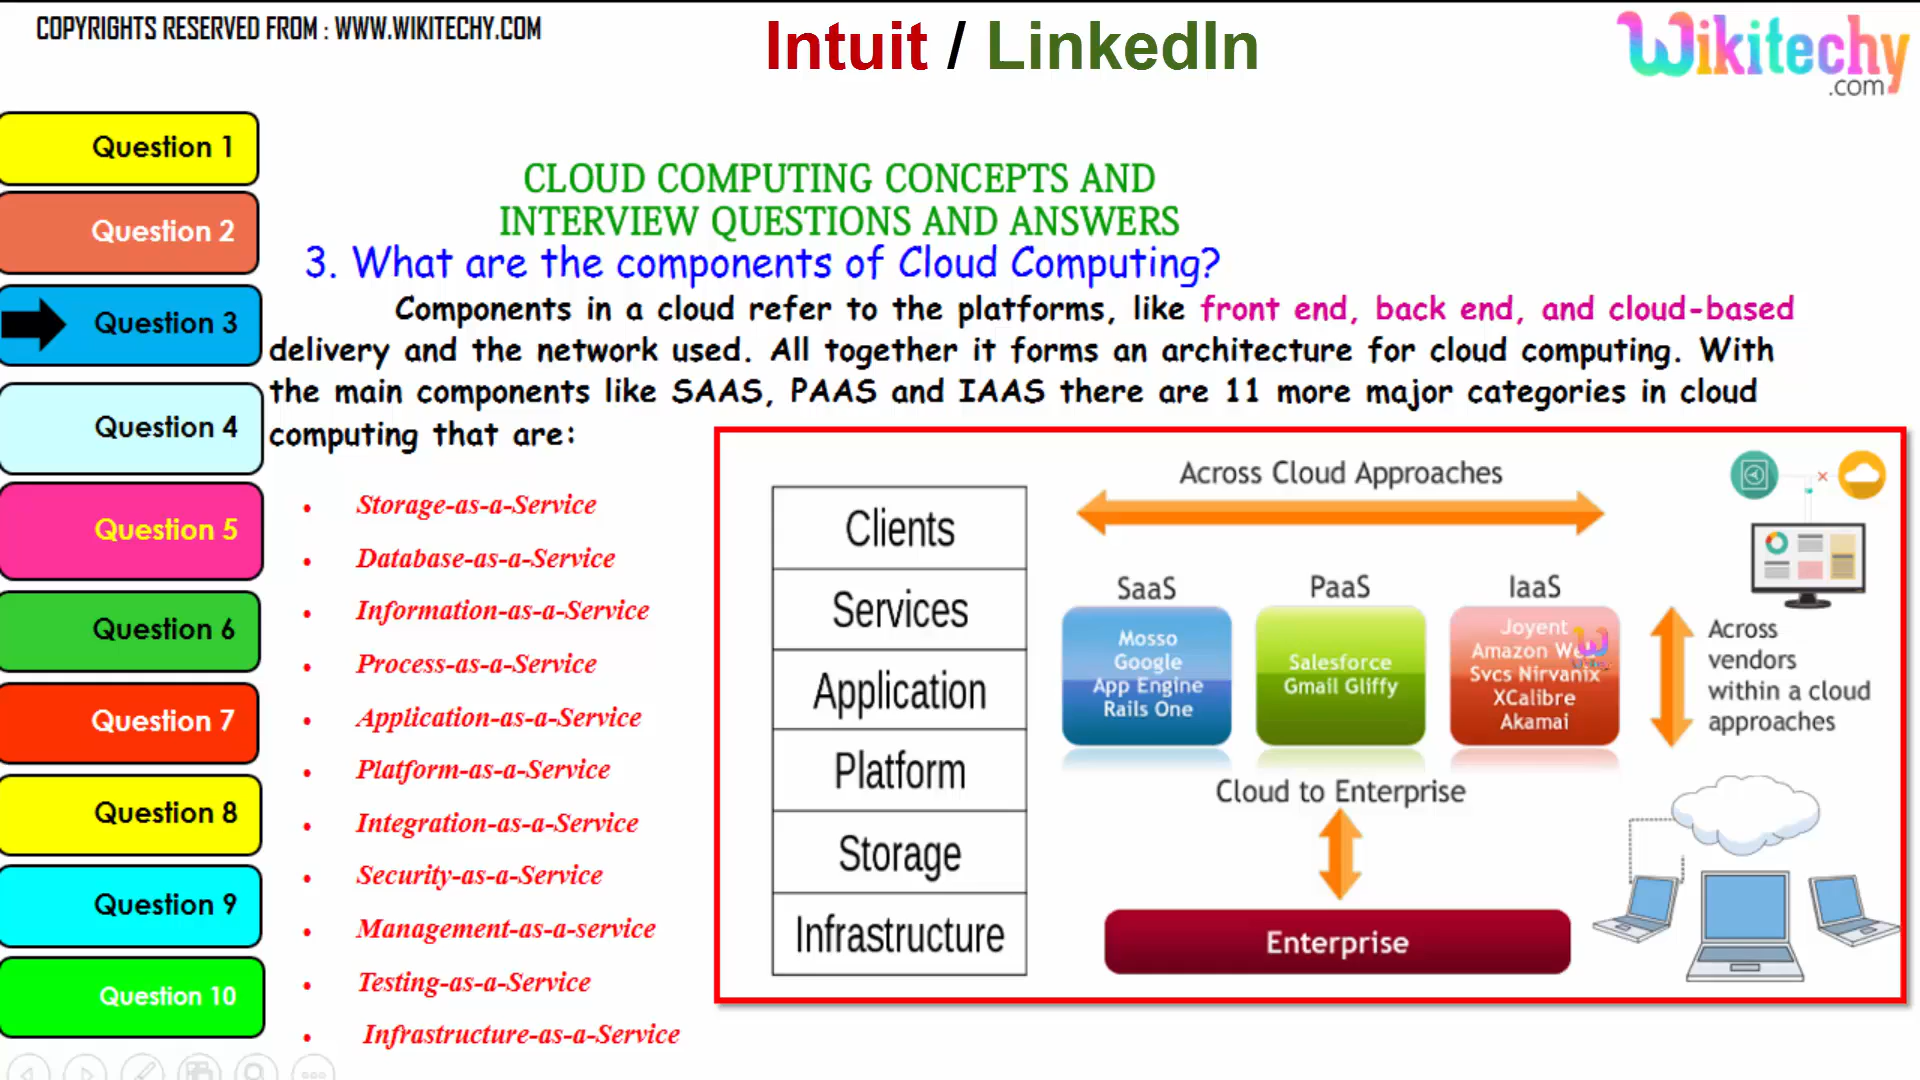 COPYRIGHTS RESERVED FROM : WWW.WIKITECHY.COM
Intuit / LinkedIn
Wikitechy
.com
Question 1
Question 2
Question 3
Question 4
Question 5
Question 6
Question 7
Question 8
Question 9
Question 10
CLOUD COMPUTING CONCEPTS AND
INTERVIEW QUESTIONS AND ANSWERS
3. What are the components of Cloud Computing?
Components in a cloud refer to the platforms, like front end, back end, and cloud-based
delivery and the network used. All together it forms an architecture for cloud computing. With
the main components like SAAS, PAAS and IAAS there are 11 more major categories in cloud
computing that are:
• Storage-as-a-Service
• Database-as-a-Service
• Information-as-a-Service
• Process-as-a-Service
• Application-as-a-Service
• Platform-as-a-Service
• Integration-as-a-Service
• Security-as-a-Service
• Management-as-a-service
• Testing-as-a-Service
• Infrastructure-as-a-Service
Clients
Services
Application
Platform
Storage
Infrastructure
Across Cloud Approaches
SaaS
Mosso
Google
App Engine
Rails One
PaaS
Salesforce
Gmail Gliffy
IaaS
Joyent
Amazon
Svcs Nirvanix
XCalibre
Akamai
Across
vendors
within a cloud
approaches
Cloud to Enterprise
Enterprise